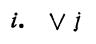 i. ∨ j